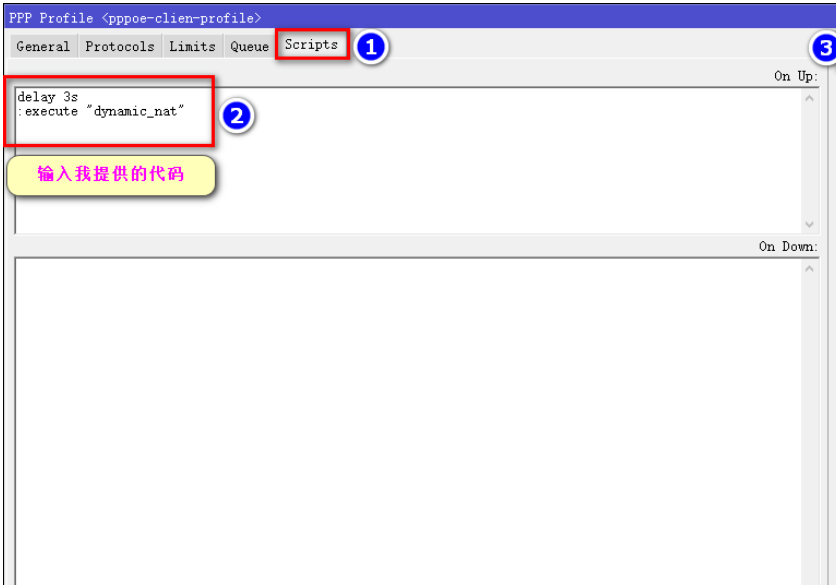 PPP Profile <pppoe-clien-profile>
General Protocols Limits Queue Scripts 1
3
On Up:
delay 3s
:execute "dynamic_nat"
2
输入我提供的代码
On Down: